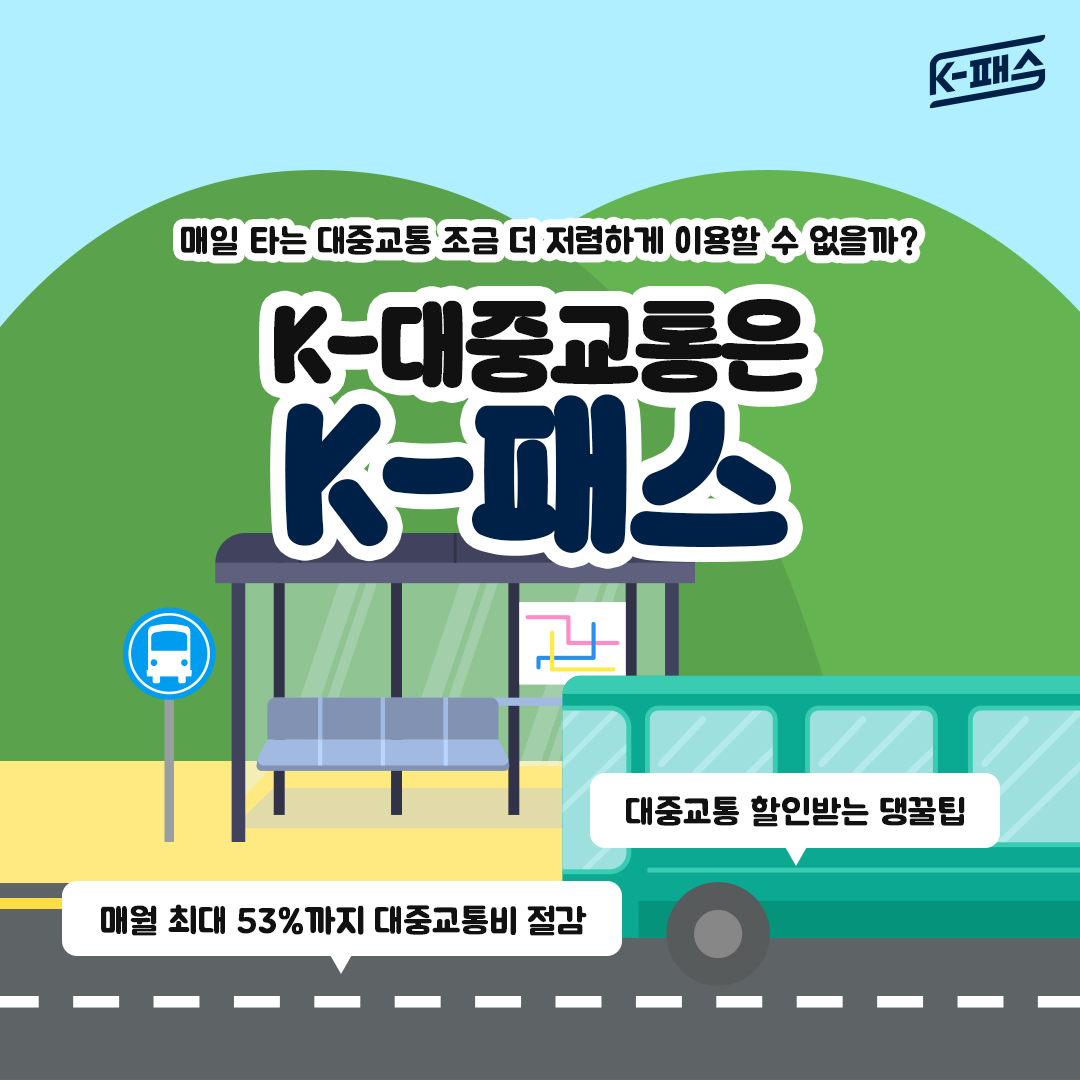 K-패스
매일 타는 대중교통 조금 더 저렴하게 이용할 수 없을까?
K-대중교통은
K-패스
대중교통 할인받는 댕꿀팁
매월 최대 53%까지 대중교통비 절감